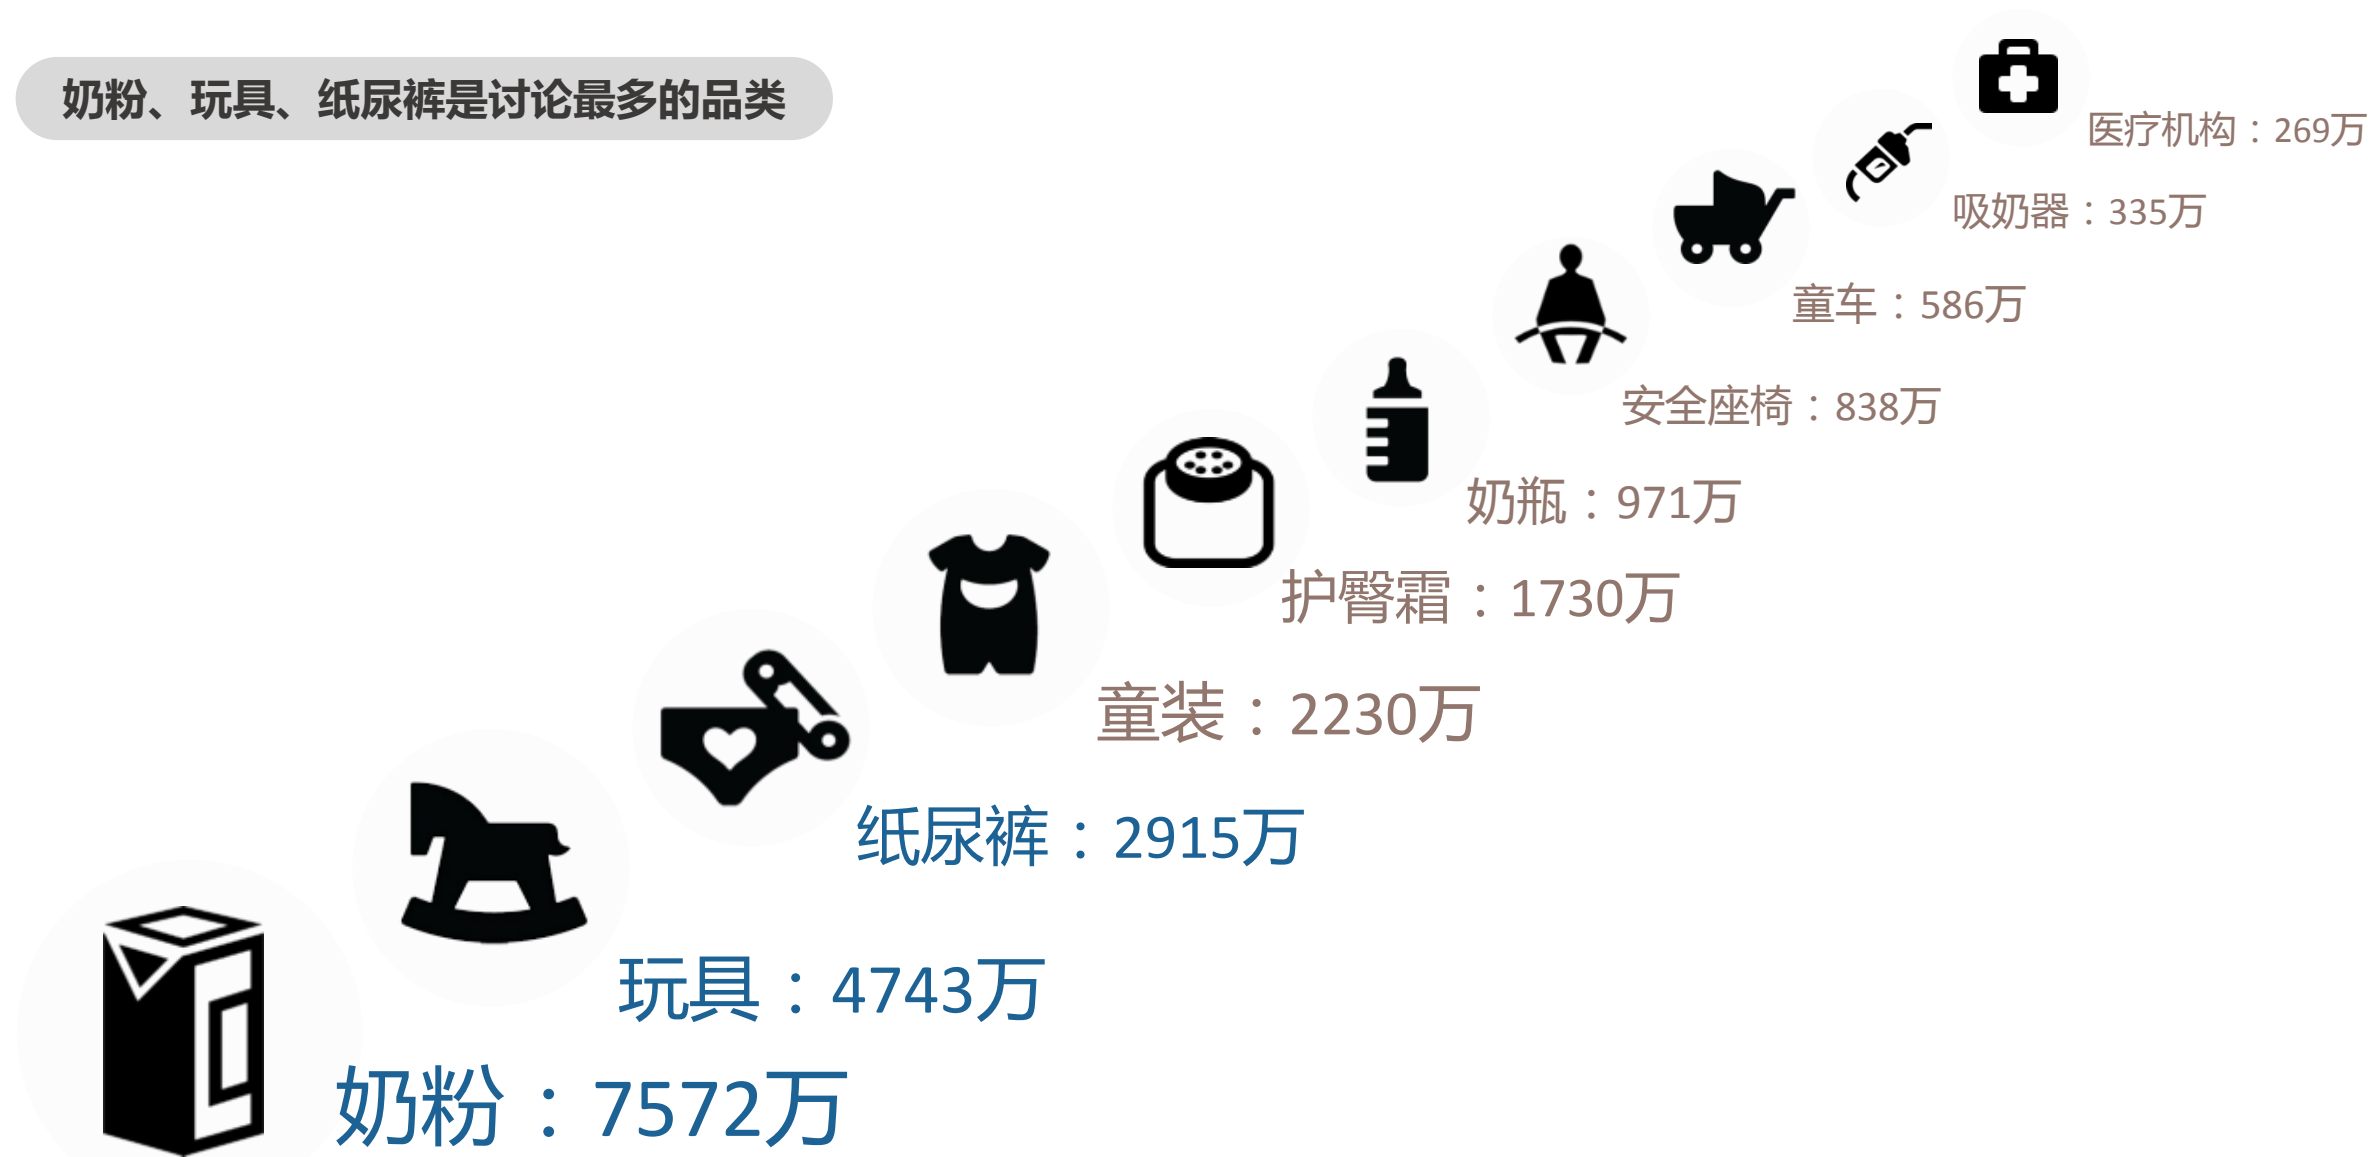 奶粉、玩具、纸尿裤是讨论最多的品类
医疗机构：269万
吸奶器：335万
童车：586万
安全座椅：838万
奶瓶：971万
护臀霜：1730万
童装：2230万
纸尿裤：2915万
玩具：4743万
奶粉：7572万